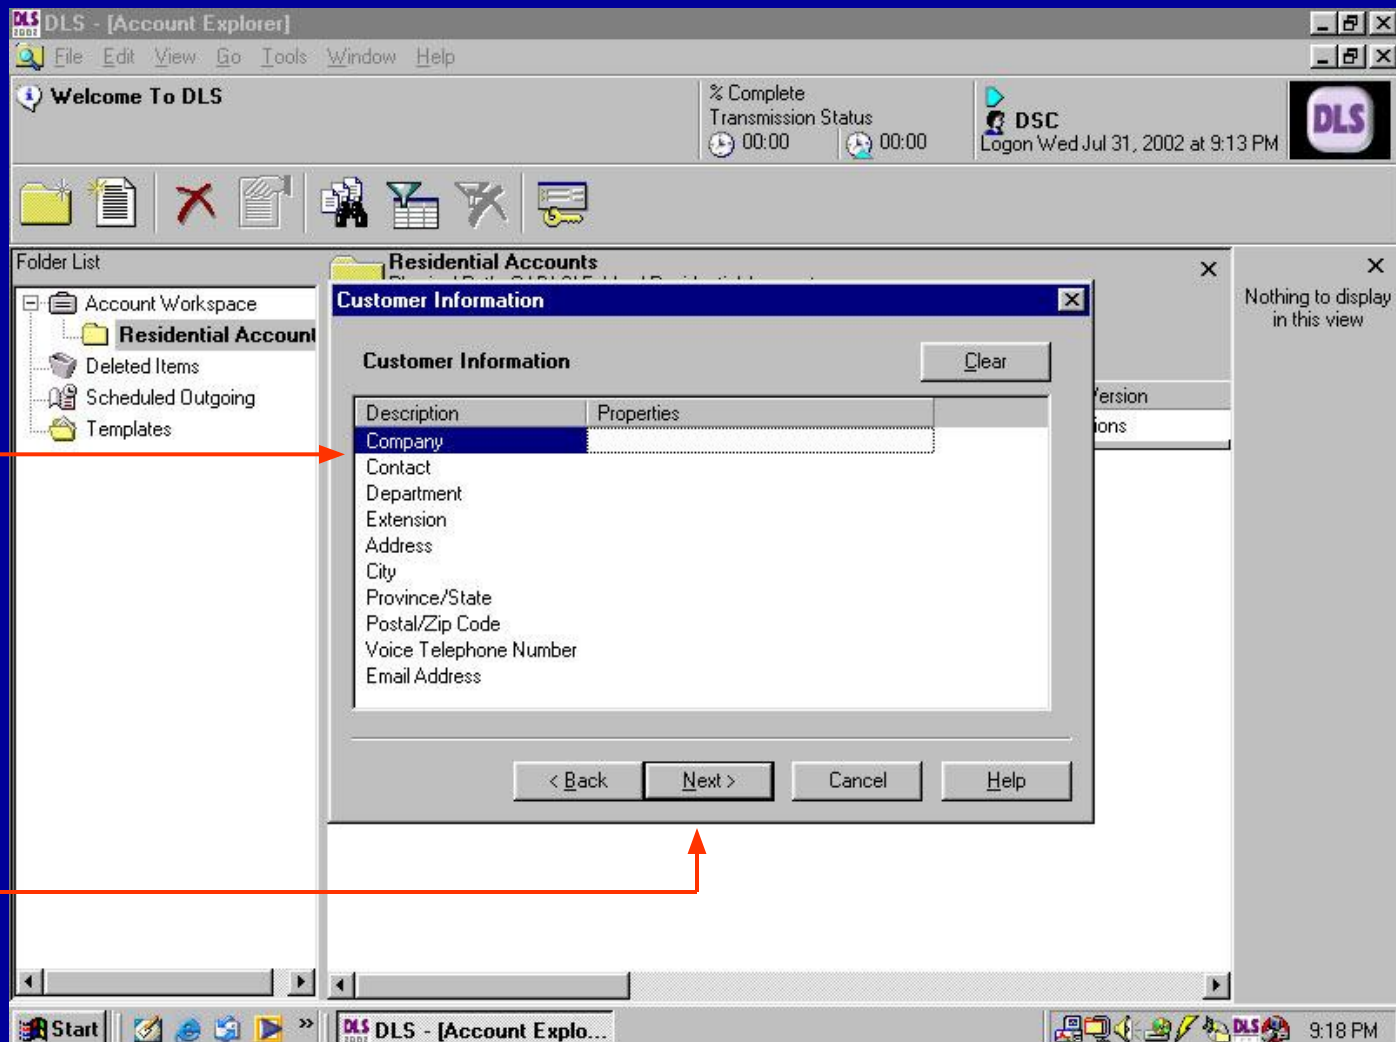 DLS - [Account Explorer]
File Edit View Go Tools Window Help
Welcome To DLS
% Complete
Transmission Status
00:00 00:00
DSC
Logon Wed Jul 31, 2002 at 9:13 PM
DLS
Folder List
Account Workspace
Residential Account
Deleted Items
Scheduled Outgoing
Templates
Residential Accounts
Nothing to display
in this view
Customer Information
Customer Information
Clear
Description Properties
Company
Contact
Department
Extension
Address
City
Province/State
Postal/Zip Code
Voice Telephone Number
Email Address
< Back Next > Cancel Help
ersion
ions
Start
DLS - [Account Explo...
DLS
9:18 PM